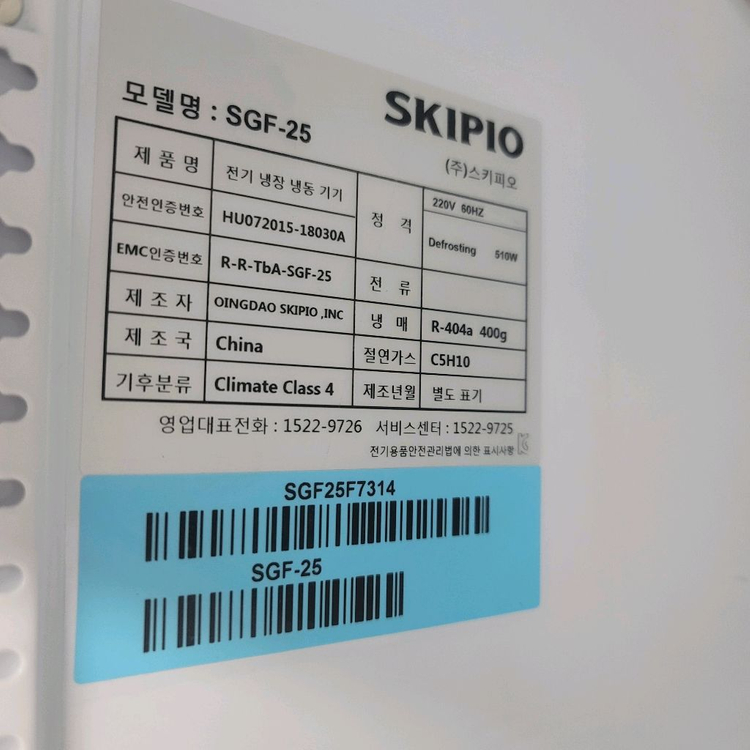 모델명 : SGF-25
SKIPIO
(주)스키피오
제 품 명 전기 냉장 냉동 기기
안전인증번호 HU072015-18030A
EMC인증번호 R-R-TbA-SGF-25
제 조 자 OINGDAO SKIPIO ,INC
제 조 국 China
기후분류 Climate Class 4
정 격 220V 60HZ
Defrosting 510W
전 류
냉 매 R-404a 400g
절연가스 C5H10
제조년월 별도 표기
영업대표전화 : 1522-9726 서비스센터 : 1522-9725
전기용품안전관리법에 의한 표시사항
SGF25F7314
SGF-25